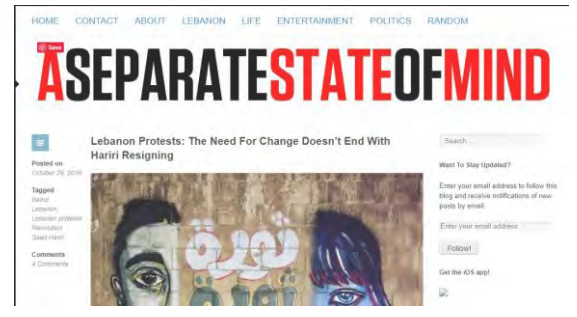 HOME CONTACT ABOUT LEBANON LIFE ENTERTAINMENT POLITICS RANDOM
Save
ASEPARATESTATEOFMIND
Posted on
October 29, 2019
Tagged
Beirut
Lebanon
Lebanon protests
Revolution
Saad Hariri
Comments
4 Comments
Lebanon Protests: The Need For Change Doesn't End With
Hariri Resigning
ثورة
ثورة
Search ...
Want To Stay Updated?
Enter your email address to follow this
blog and receive notifications of new
posts by email.
Enter your email address
Follow!
Get the iOS app!